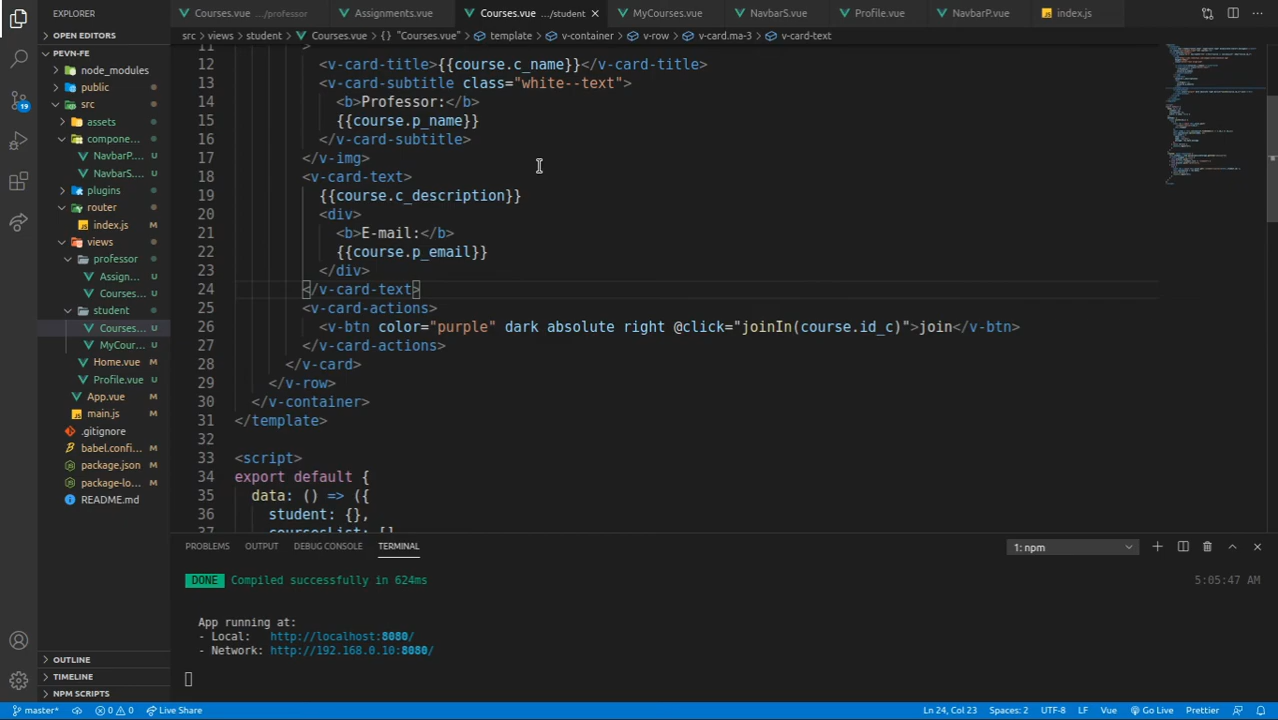 EXPLORER
Courses.vue .../professor
Assignments.vue
Courses.vue .../student
MyCourses.vue
NavbarS.vue
Profile.vue
NavbarP.vue
index.js
OPEN EDITORS
src > views > student > Courses.vue > {} "Courses.vue" > template > v-container > v-row > v-card.ma-3 > v-card-text
PEVN-FE
node_modules
public
src
assets
compone...
NavbarP.... U
NavbarS.... U
plugins
router
index.js M
views
professor
Assign... U
Courses... U
student
Courses... U
MyCour... U
Home.vue M
Profile.vue U
App.vue M
main.js M
.gitignore
babel.confi... M
package.json M
package-lo... M
README.md
OUTLINE
TIMELINE
NPM SCRIPTS
19
11 >
12 <v-card-title>{{course.c_name}}</v-card-title>
13 <v-card-subtitle class="white--text">
14 <b>Professor:</b>
15 {{course.p_name}}
16 </v-card-subtitle>
17 </v-img>
18 <v-card-text>
19 {{course.c_description}}
20 <div>
21 <b>E-mail:</b>
22 {{course.p_email}}
23 </div>
24 </v-card-text>
25 <v-card-actions>
26 <v-btn color="purple" dark absolute right @click="joinIn(course.id_c)">join</v-btn>
27 </v-card-actions>
28 </v-card>
29 </v-row>
30 </v-container>
31 </template>
32
33 <script>
34 export default {
35 data: () => ({
36 student: {},
37 coursesList: [],
PROBLEMS OUTPUT DEBUG CONSOLE TERMINAL
1: npm
DONE Compiled successfully in 624ms 5:05:47 AM
App running at:
- Local: http://localhost:8080/
- Network: http://192.168.0.10:8080/
master* 0 0 Live Share
Ln 24, Col 23 Spaces: 2 UTF-8 LF Vue Go Live Prettier